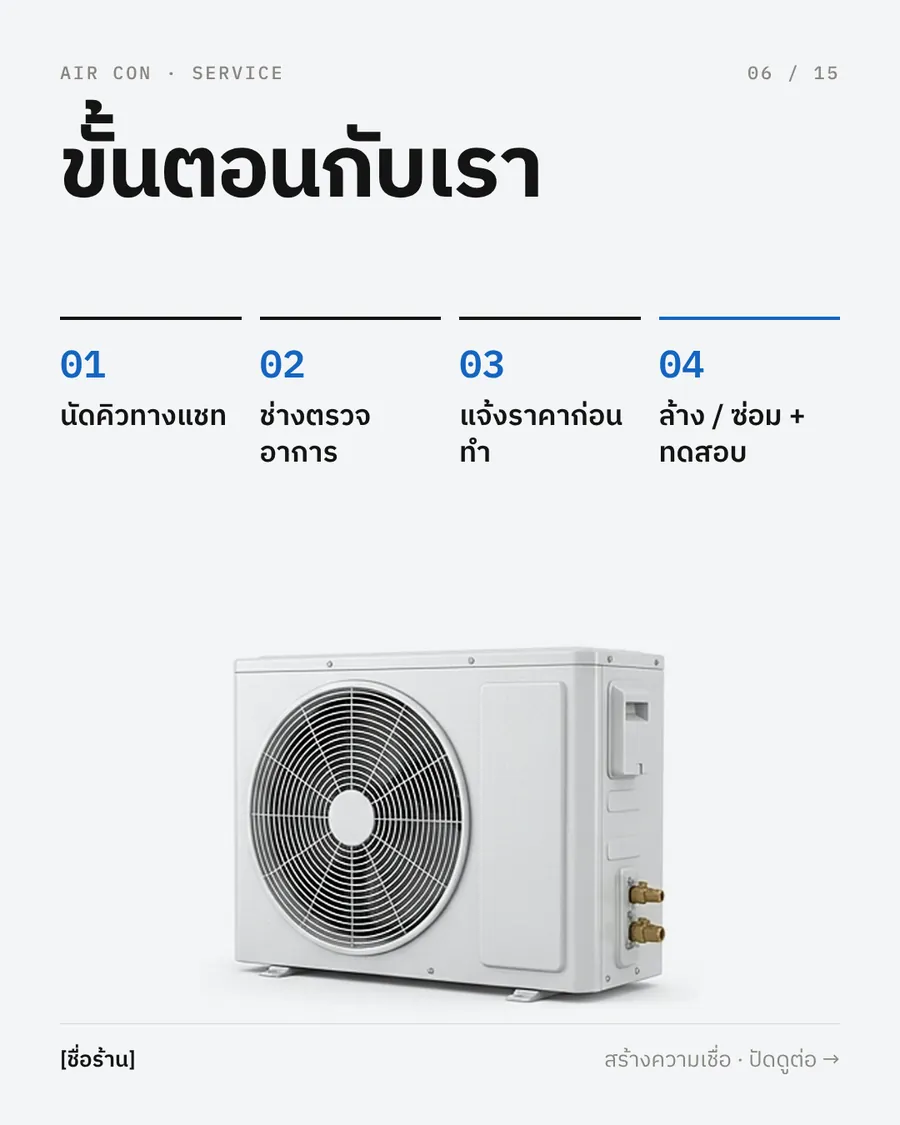 AIR CON · SERVICE
06 / 15
ขั้นตอนกับเรา
01
นัดคิวทางแชท
02
ช่างตรวจ
อาการ
03
แจ้งราคาก่อน
ทำ
04
ล้าง / ซ่อม +
ทดสอบ
[ชื่อร้าน]
สร้างความเชื่อ · ปัดดูต่อ →